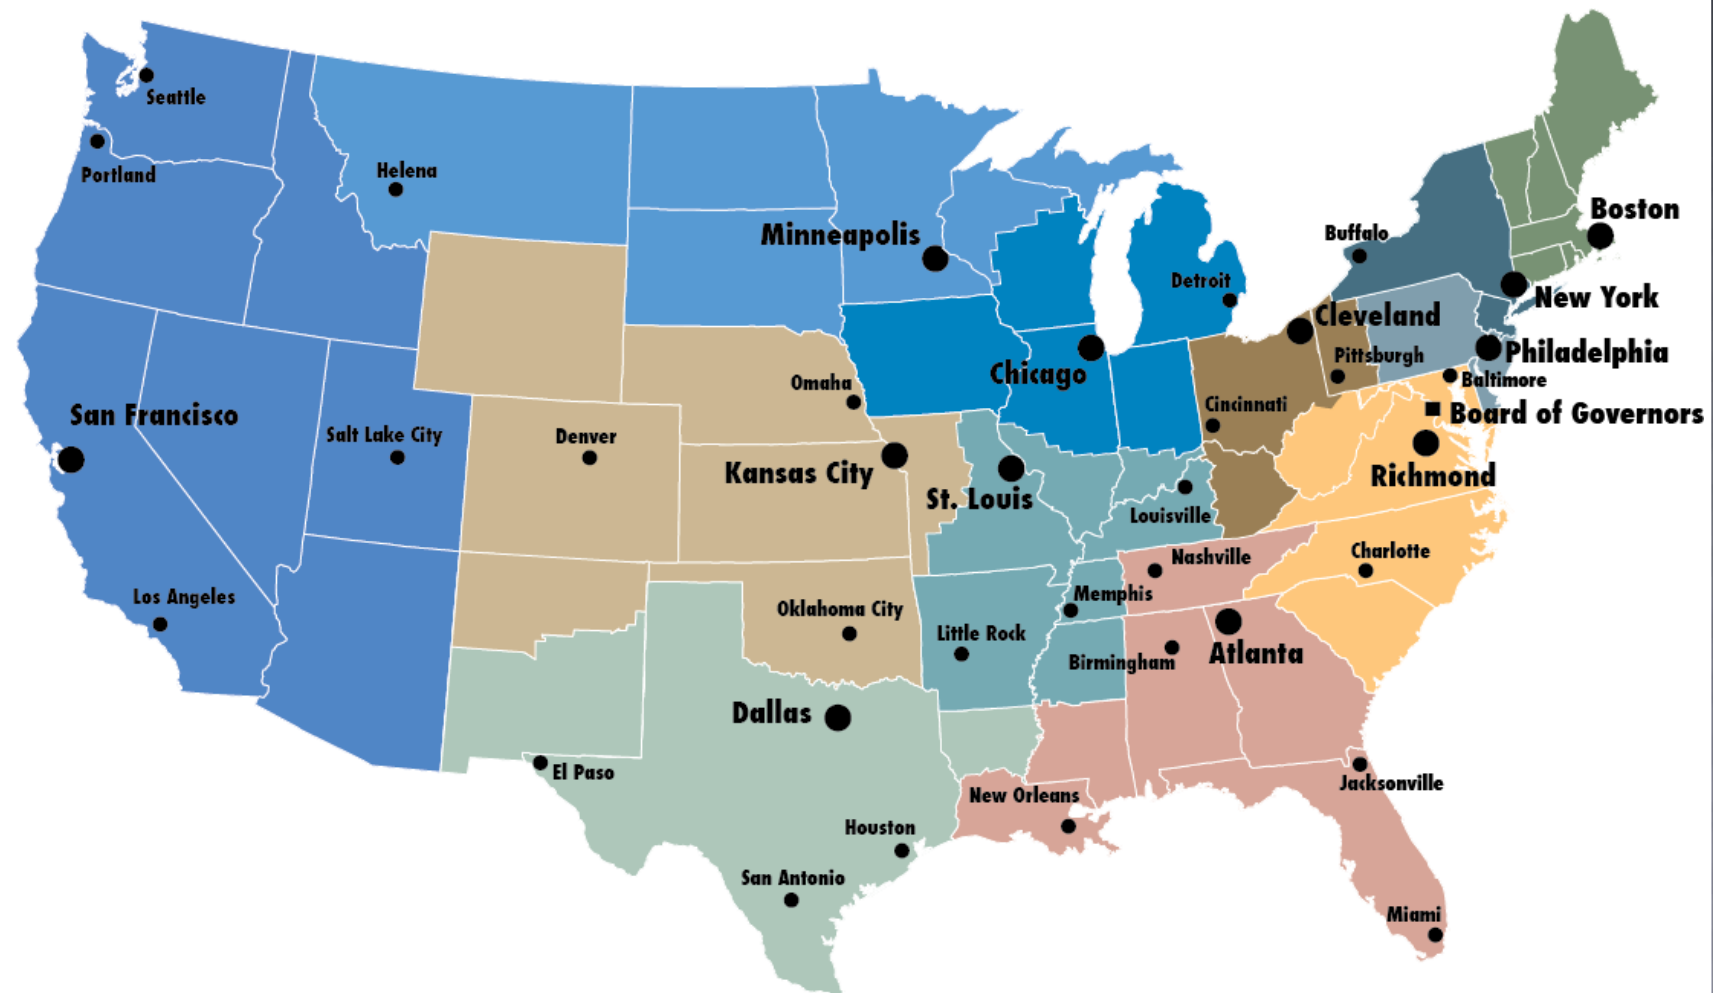 Seattle
Portland
Helena
Minneapolis
Boston
Buffalo
Detroit
New York
Cleveland
Philadelphia
Pittsburgh
Chicago
Baltimore
Omaha
Cincinnati
Board of Governors
San Francisco
Salt Lake City
Denver
Kansas City
St. Louis
Richmond
Louisville
Nashville
Charlotte
Los Angeles
Memphis
Oklahoma City
Little Rock
Birmingham
Atlanta
Dallas
El Paso
Jacksonville
New Orleans
Houston
San Antonio
Miami